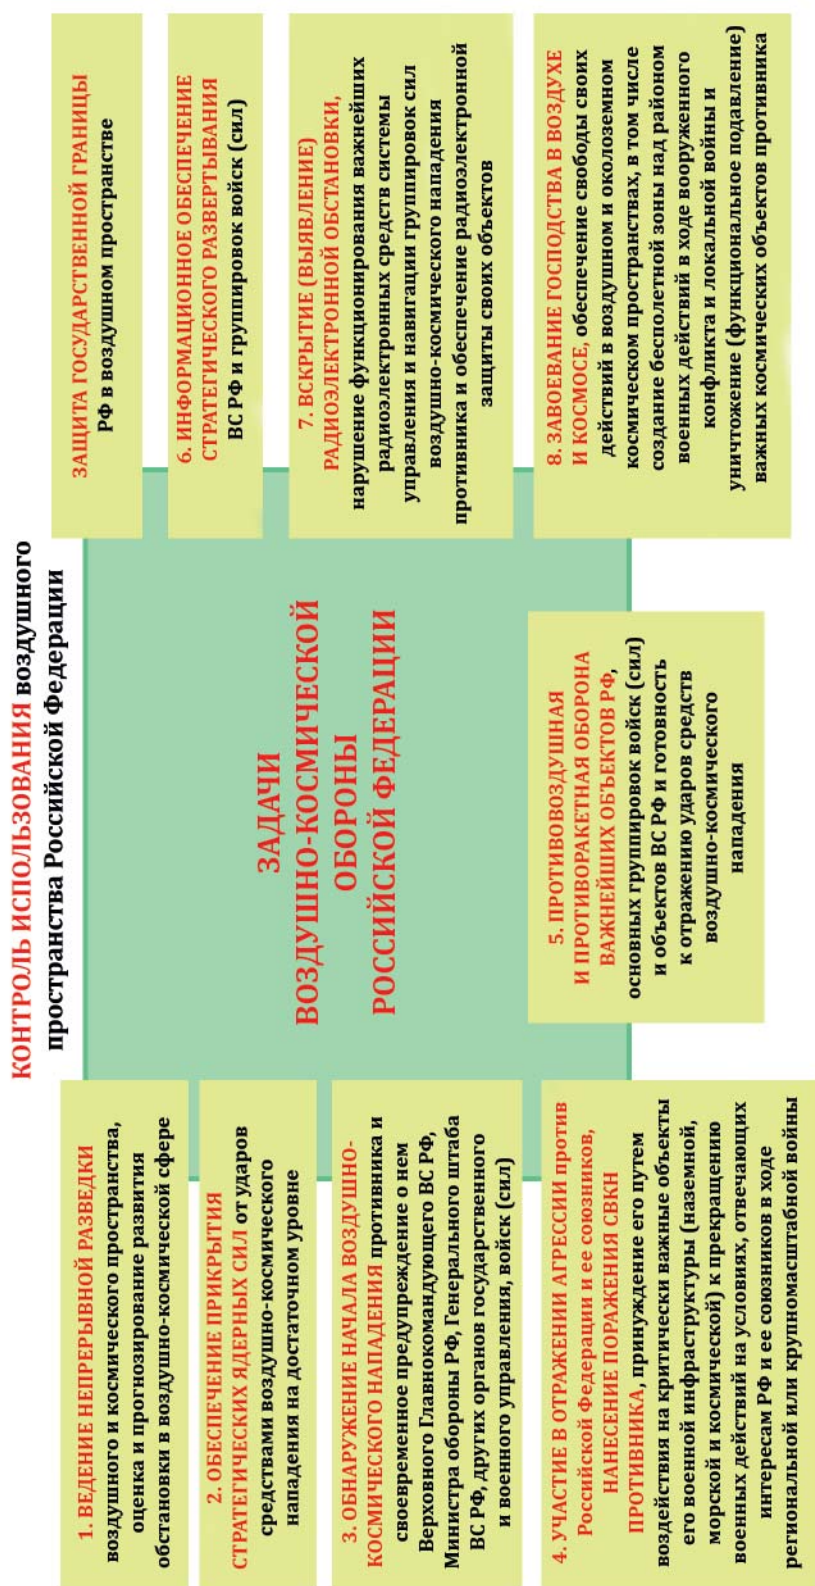 КОНТРОЛЬ ИСПОЛЬЗОВАНИЯ воздушного
пространства Российской Федерации
ЗАДАЧИ
ВОЗДУШНО-КОСМИЧЕСКОЙ
ОБОРОНЫ
РОССИЙСКОЙ ФЕДЕРАЦИИ
1. ВЕДЕНИЕ НЕПРЕРЫВНОЙ РАЗВЕДКИ
воздушного и космического пространства,
оценка и прогнозирование развития
обстановки в воздушно-космической сфере
2. ОБЕСПЕЧЕНИЕ ПРИКРЫТИЯ
СТРАТЕГИЧЕСКИХ ЯДЕРНЫХ СИЛ от ударов
средствами воздушно-космического
нападения на достаточном уровне
3. ОБНАРУЖЕНИЕ НАЧАЛА ВОЗДУШНО-
КОСМИЧЕСКОГО НАПАДЕНИЯ противника и
своевременное предупреждение о нем
Верховного Главнокомандующего ВС РФ,
Министра обороны РФ, Генерального штаба
ВС РФ, других органов государственного
и военного управления, войск (сил)
4. УЧАСТИЕ В ОТРАЖЕНИИ АГРЕССИИ против
Российской Федерации и ее союзников,
НАНЕСЕНИЕ ПОРАЖЕНИЯ СВКН
ПРОТИВНИКА, принуждение его путем
воздействия на критически важные объекты
его военной инфраструктуры (наземной,
морской и космической) к прекращению
военных действий на условиях, отвечающих
интересам РФ и ее союзников в ходе
региональной или крупномасштабной войны
5. ПРОТИВОВОЗДУШНАЯ
И ПРОТИВОРАКЕТНАЯ ОБОРОНА
ВАЖНЕЙШИХ ОБЪЕКТОВ РФ,
основных группировок войск (сил)
и объектов ВС РФ и готовность
к отражению ударов средств
воздушно-космического
нападения
ЗАЩИТА ГОСУДАРСТВЕННОЙ ГРАНИЦЫ
РФ в воздушном пространстве
6. ИНФОРМАЦИОННОЕ ОБЕСПЕЧЕНИЕ
СТРАТЕГИЧЕСКОГО РАЗВЕРТЫВАНИЯ
ВС РФ и группировок войск (сил)
7. ВСКРЫТИЕ (ВЫЯВЛЕНИЕ)
РАДИОЭЛЕКТРОННОЙ ОБСТАНОВКИ,
нарушение функционирования важнейших
радиоэлектронных средств системы
управления и навигации группировок сил
воздушно-космического нападения
противника и обеспечение радиоэлектронной
защиты своих объектов
8. ЗАВОЕВАНИЕ ГОСПОДСТВА В ВОЗДУХЕ
И КОСМОСЕ, обеспечение свободы своих
действий в воздушном и околоземном
космическом пространствах, в том числе
создание бесполетной зоны над районом
военных действий в ходе вооруженного
конфликта и локальной войны и
уничтожение (функциональное подавление)
важных космических объектов противника